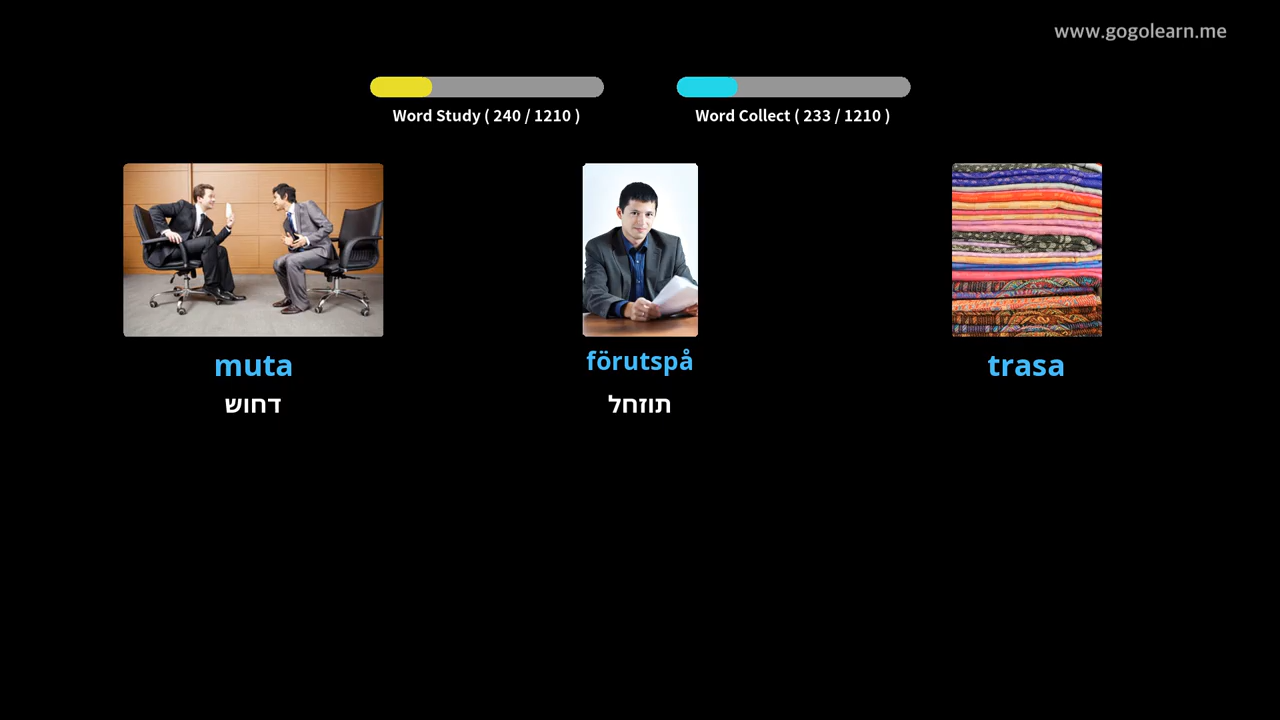 www.gogolearn.me
Word Study ( 240 / 1210 )
Word Collect ( 233 / 1210 )
muta
förutspå
trasa
דחוש
תוזחל